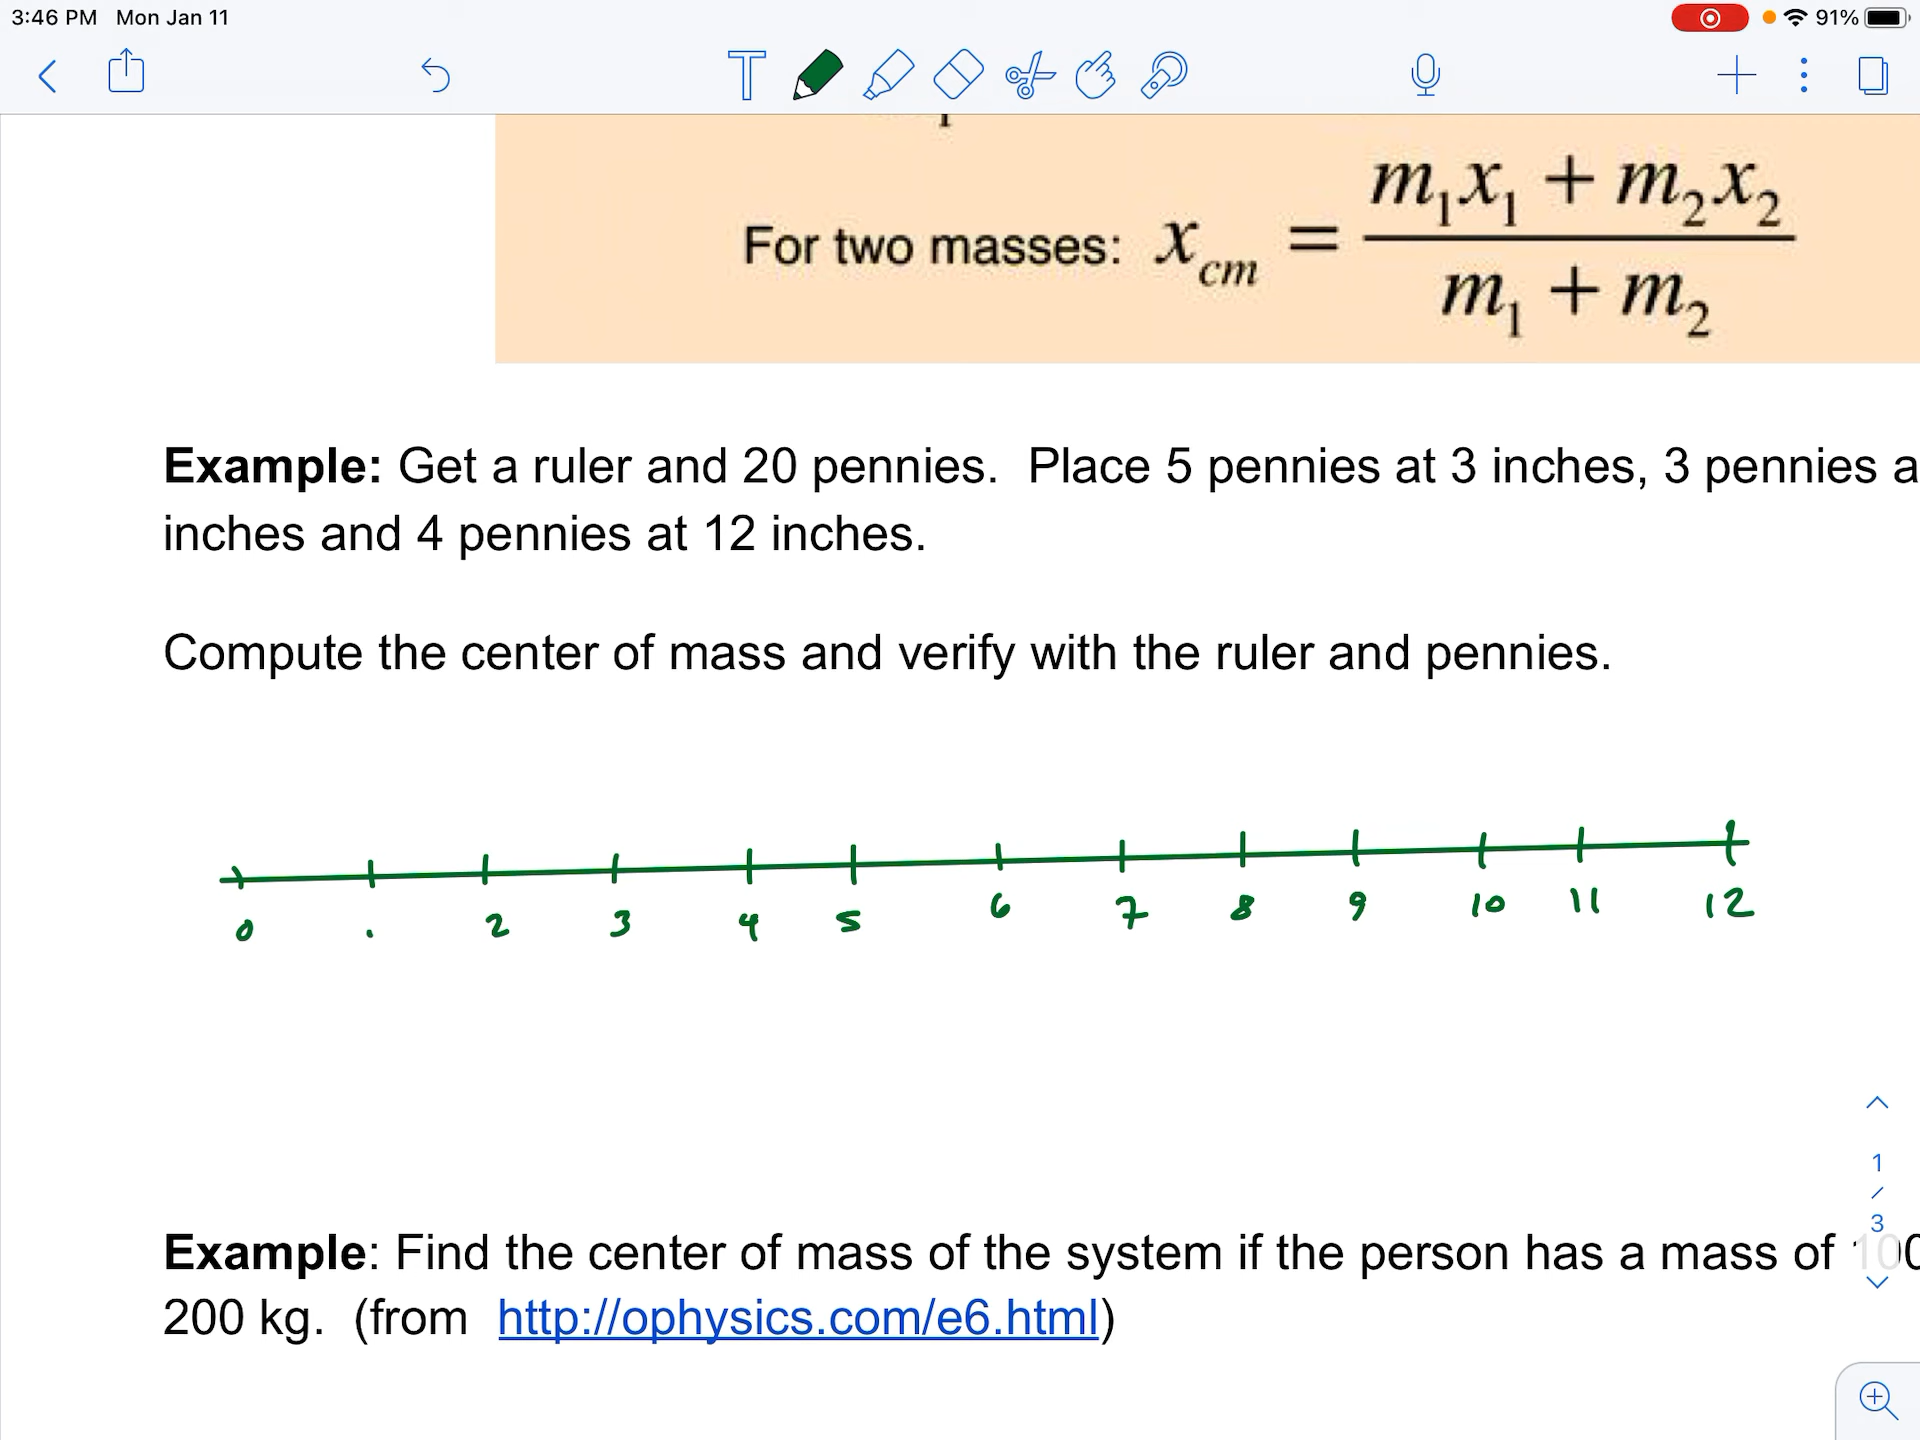 3:46 PM Mon Jan 11
91%
T
For two masses: x_cm = (m₁x₁ + m₂x₂) / (m₁ + m₂)
Example: Get a ruler and 20 pennies. Place 5 pennies at 3 inches, 3 pennies a
inches and 4 pennies at 12 inches.
Compute the center of mass and verify with the ruler and pennies.
0 2 3 4 5 6 7 8 9 10 11 12
1
/
3
Example: Find the center of mass of the system if the person has a mass of 100
200 kg. (from http://ophysics.com/e6.html)